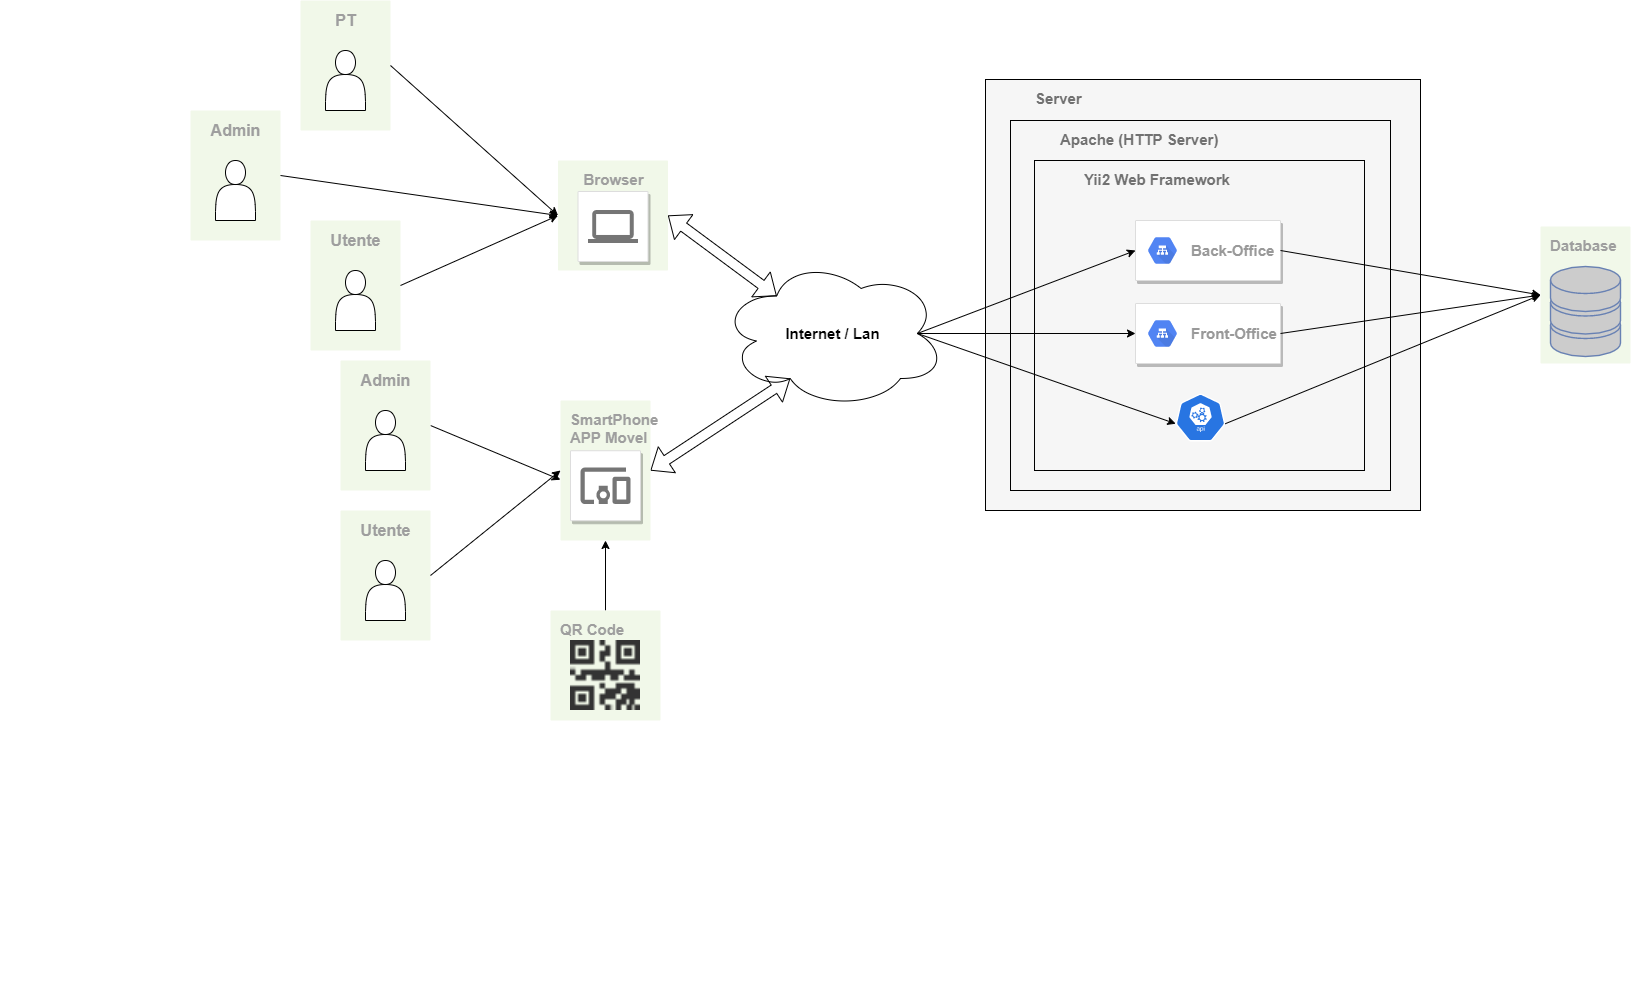 PT
Admin
Utente
Admin
Utente
Browser
SmartPhone
APP Movel
QR Code
Internet / Lan
Server
Apache (HTTP Server)
Yii2 Web Framework
Back-Office
Front-Office
api
Database